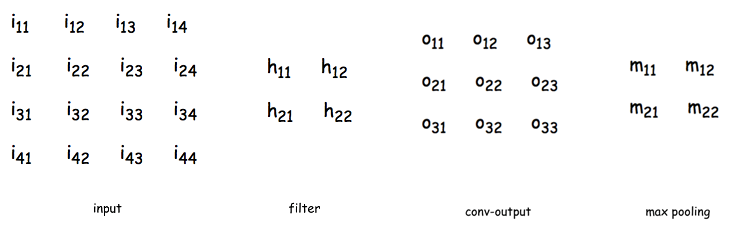 i11 i12 i13 i14
i21 i22 i23 i24
i31 i32 i33 i34
i41 i42 i43 i44
input
h11 h12
h21 h22
filter
o11 o12 o13
o21 o22 o23
o31 o32 o33
conv-output
m11 m12
m21 m22
max pooling